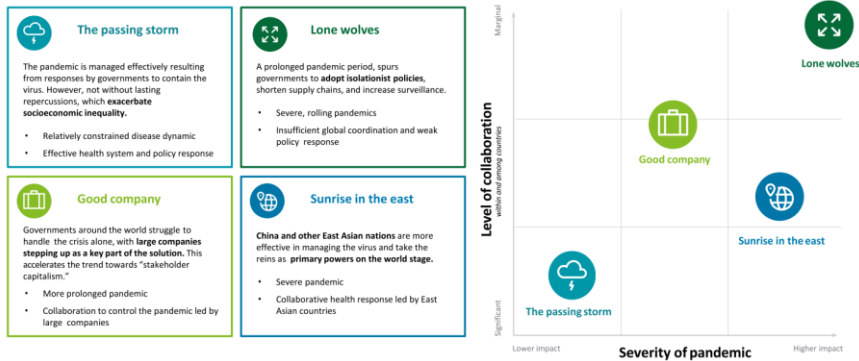 The passing storm
The pandemic is managed effectively resulting
from responses by governments to contain the
virus. However, not without lasting
repercussions, which exacerbate
socioeconomic inequality.
• Relatively constrained disease dynamic
• Effective health system and policy response
Lone wolves
A prolonged pandemic period, spurs
governments to adopt isolationist policies,
shorten supply chains, and increase surveillance.
• Severe, rolling pandemics
• Insufficient global coordination and weak
policy response
Good company
Governments around the world struggle to
handle the crisis alone, with large companies
stepping up as a key part of the solution. This
accelerates the trend towards “stakeholder
capitalism.”
• More prolonged pandemic
• Collaboration to control the pandemic led by
large companies
Sunrise in the east
China and other East Asian nations are more
effective in managing the virus and take the
reins as primary powers on the world stage.
• Severe pandemic
• Collaborative health response led by East
Asian countries
Level of collaboration
within and among countries
Marginal
Significant
Lone wolves
Good company
Sunrise in the east
The passing storm
Lower impact
Severity of pandemic
Higher impact